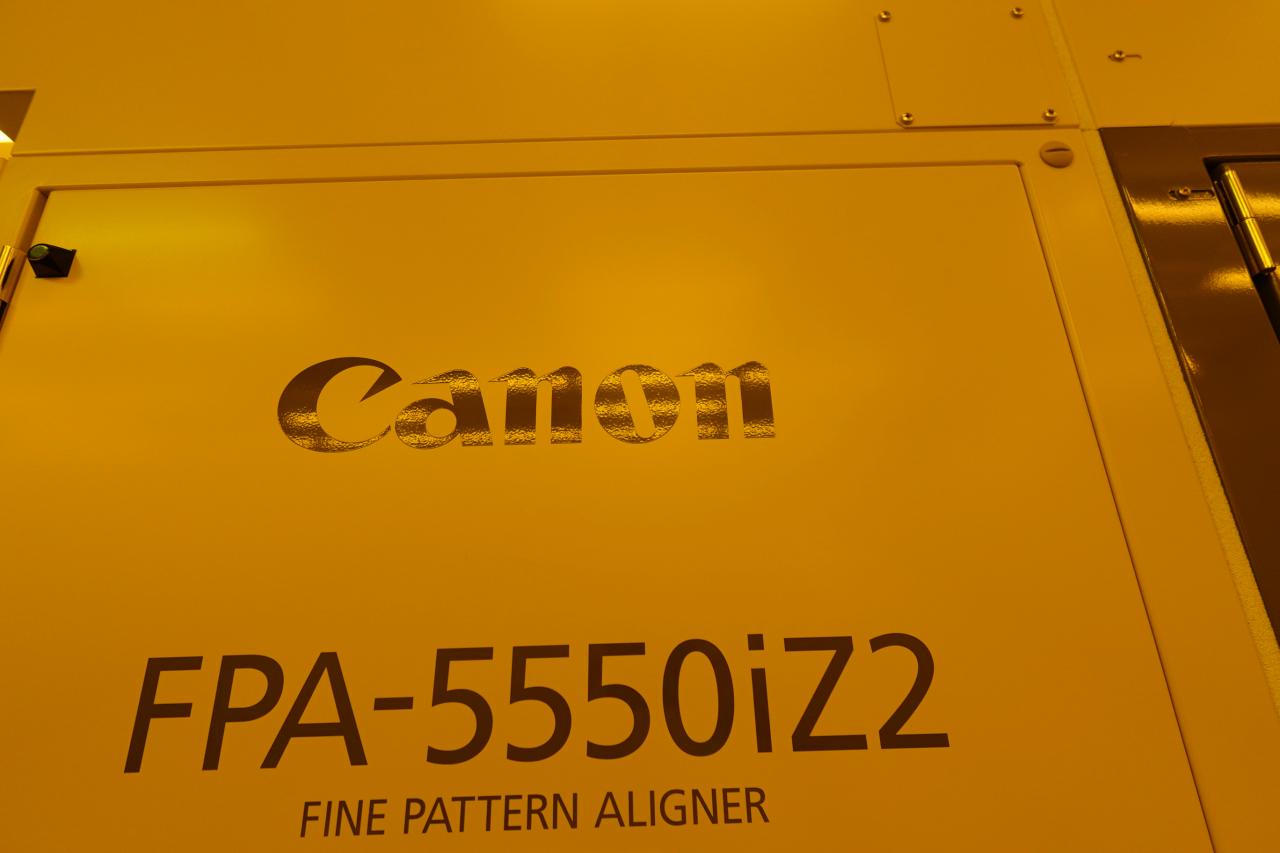 Canon
FPA-5550iZ2
FINE PATTERN ALIGNER